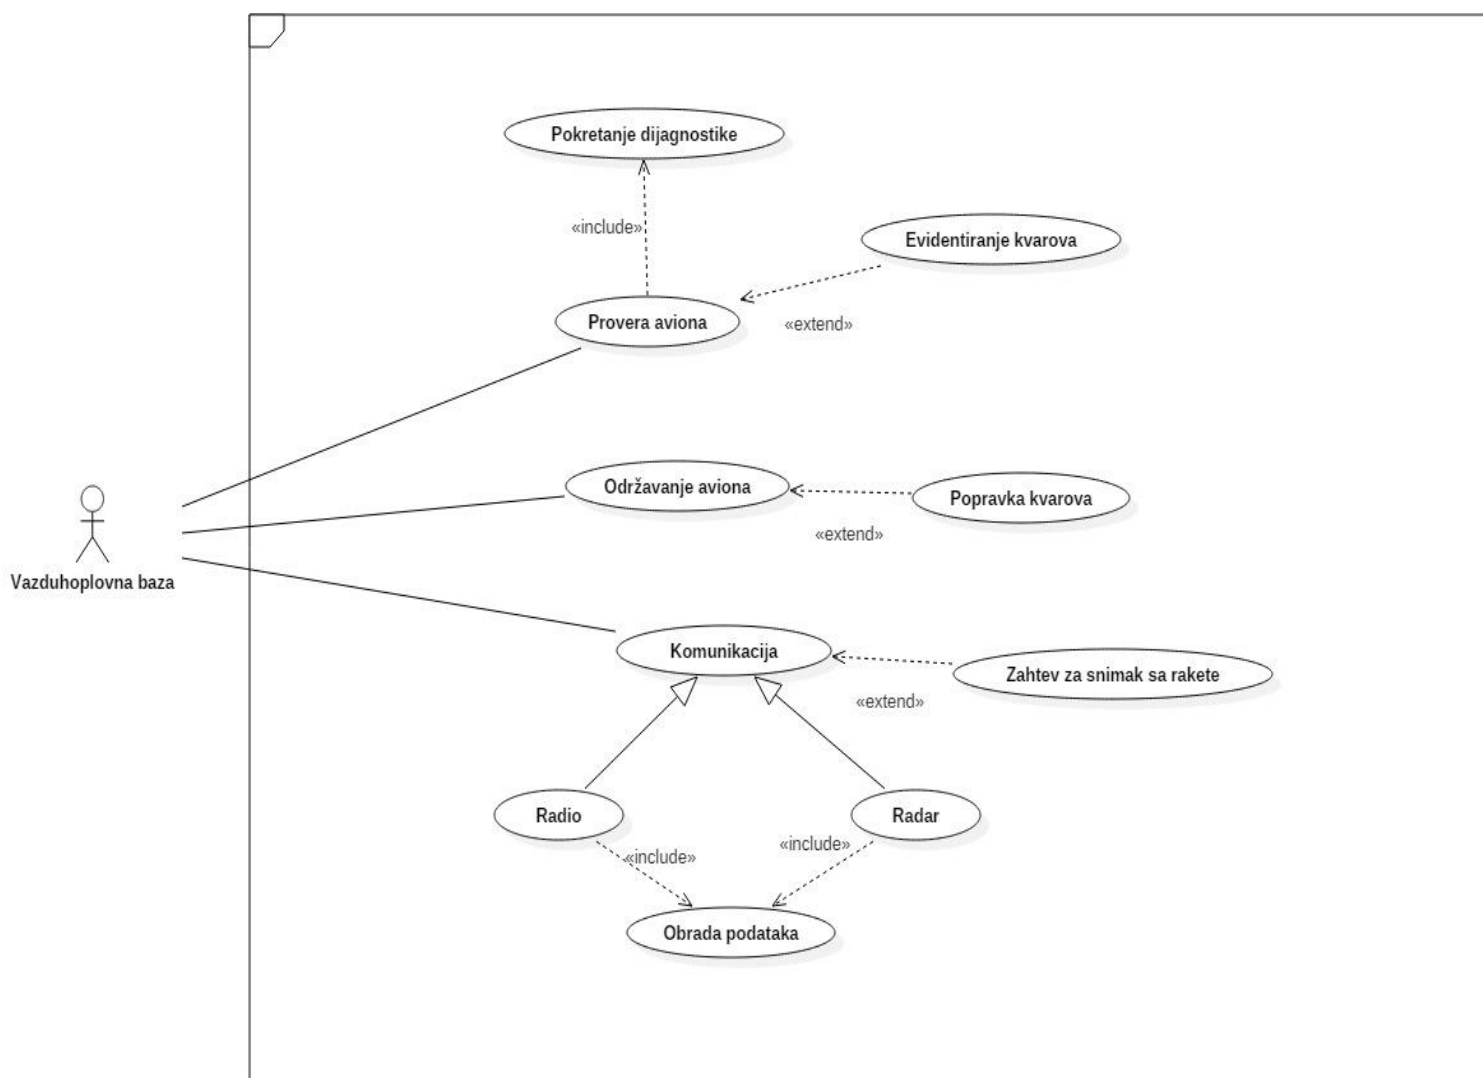 Pokretanje dijagnostike
«include»
Evidentiranje kvarova
Provera aviona
«extend»
Održavanje aviona
Popravka kvarova
«extend»
Vazduhoplovna baza
Komunikacija
Zahtev za snimak sa rakete
«extend»
Radio
Radar
«include»
«include»
Obrada podataka